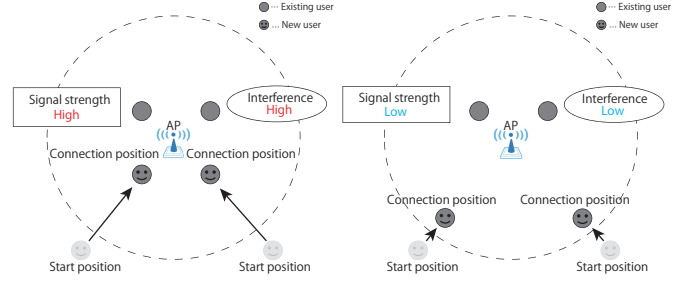 ··· Existing user
... New user
Signal strength
High
Interference
High
AP
Connection position
Connection position
Start position
Start position
··· Existing user
... New user
Signal strength
Low
Interference
Low
AP
Connection position
Connection position
Start position
Start position